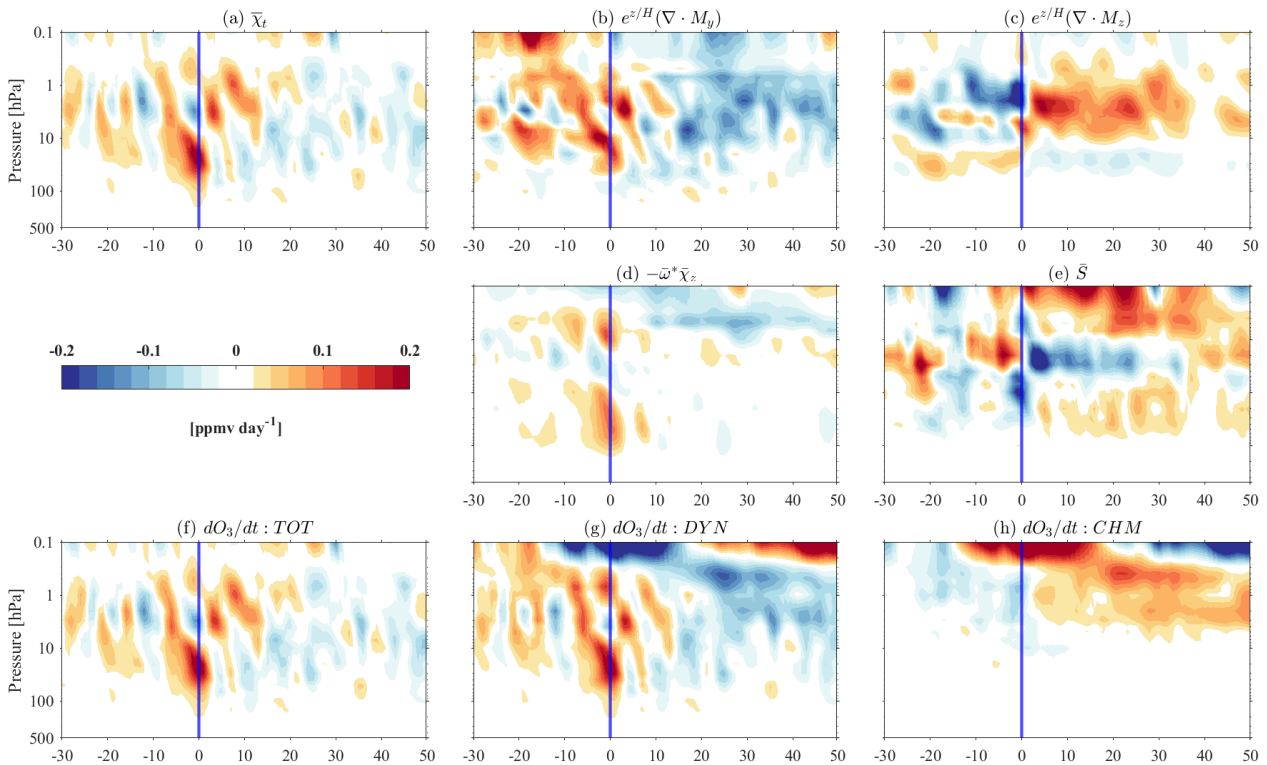 (a) χ̅ₜ
(b) e^{z/H}(∇ · M_y)
(c) e^{z/H}(∇ · M_z)
Pressure [hPa]
0.1
1
10
100
500
-30 -20 -10 0 10 20 30 40 50
-30 -20 -10 0 10 20 30 40 50
-30 -20 -10 0 10 20 30 40 50
(d) −ω̄*χ̄_z
(e) S̄
-0.2 -0.1 0 0.1 0.2
[ppmv day⁻¹]
-30 -20 -10 0 10 20 30 40 50
-30 -20 -10 0 10 20 30 40 50
(f) dO₃/dt : TOT
(g) dO₃/dt : DYN
(h) dO₃/dt : CHM
Pressure [hPa]
0.1
1
10
100
500
-30 -20 -10 0 10 20 30 40 50
-30 -20 -10 0 10 20 30 40 50
-30 -20 -10 0 10 20 30 40 50